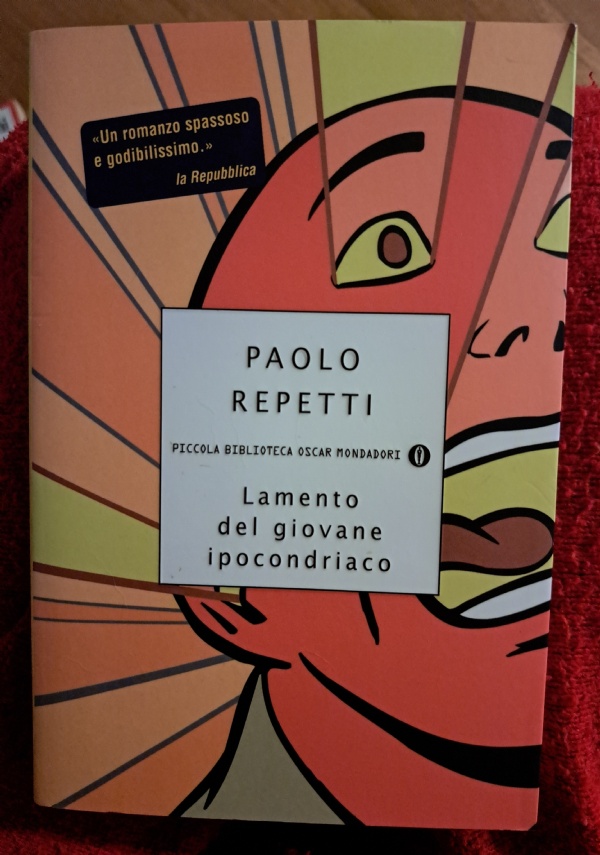 «Un romanzo spassoso
e godibilissimo.»
la Repubblica
PAOLO
REPETTI
PICCOLA BIBLIOTECA OSCAR MONDADORI
Lamento
del giovane
ipocondriaco